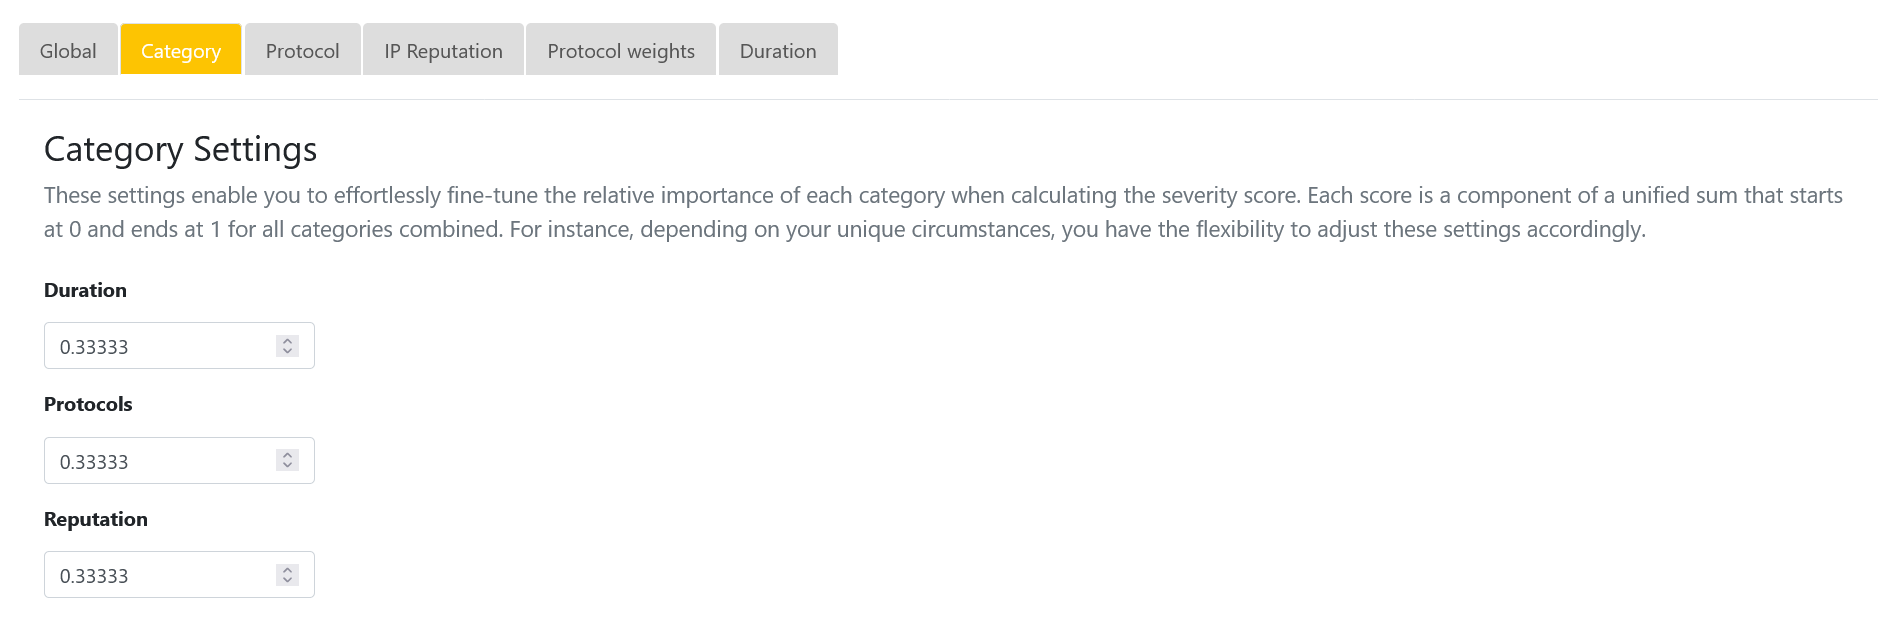 Global
Category
Protocol
IP Reputation
Protocol weights
Duration
Category Settings
These settings enable you to effortlessly fine-tune the relative importance of each category when calculating the severity score. Each score is a component of a unified sum that starts
at 0 and ends at 1 for all categories combined. For instance, depending on your unique circumstances, you have the flexibility to adjust these settings accordingly.
Duration
0.33333
Protocols
0.33333
Reputation
0.33333